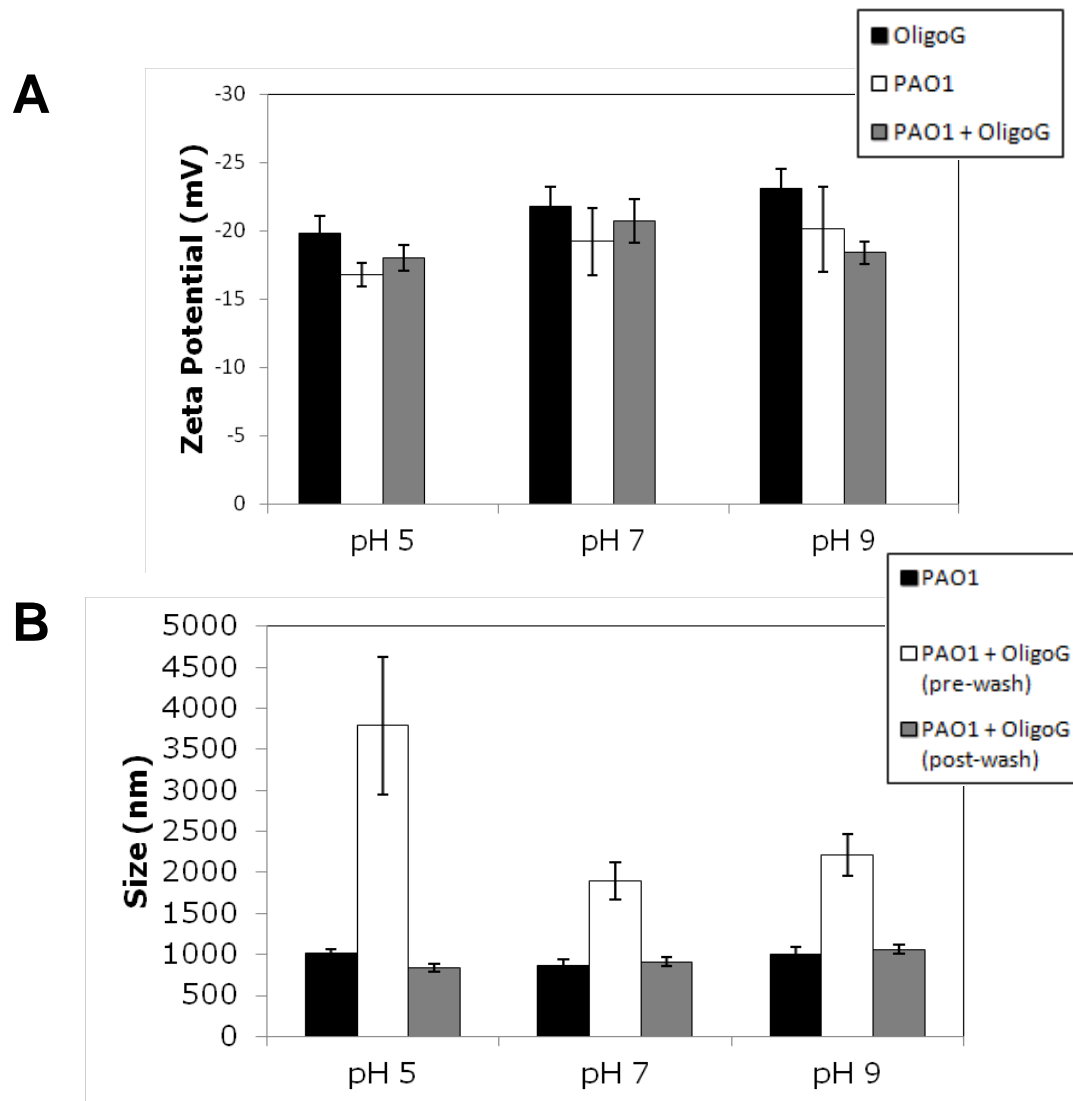 A
OligoG
PAO1
PAO1 + OligoG
Zeta Potential (mV)
-30
-25
-20
-15
-10
-5
0
pH 5
pH 7
pH 9
B
PAO1
PAO1 + OligoG
(pre-wash)
PAO1 + OligoG
(post-wash)
Size (nm)
5000
4500
4000
3500
3000
2500
2000
1500
1000
500
0
pH 5
pH 7
pH 9